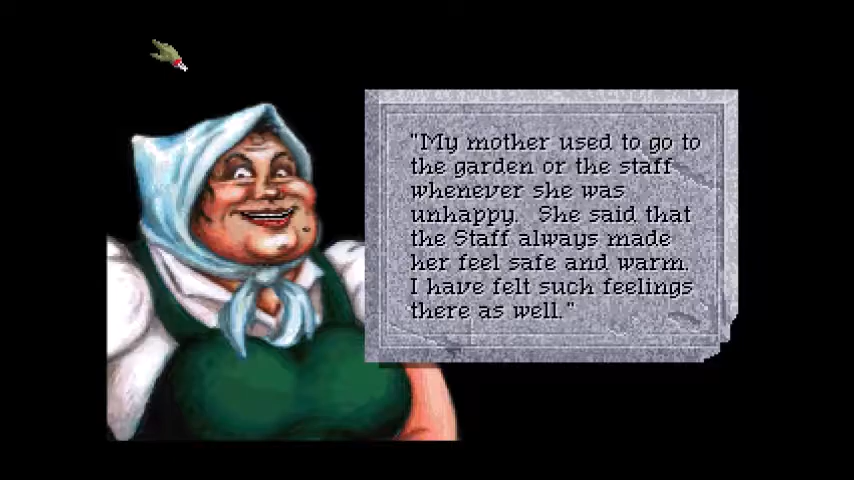 "My mother used to go to
the garden or the staff
whenever she was
unhappy. She said that
the Staff always made
her feel safe and warm.
I have felt such feelings
there as well."